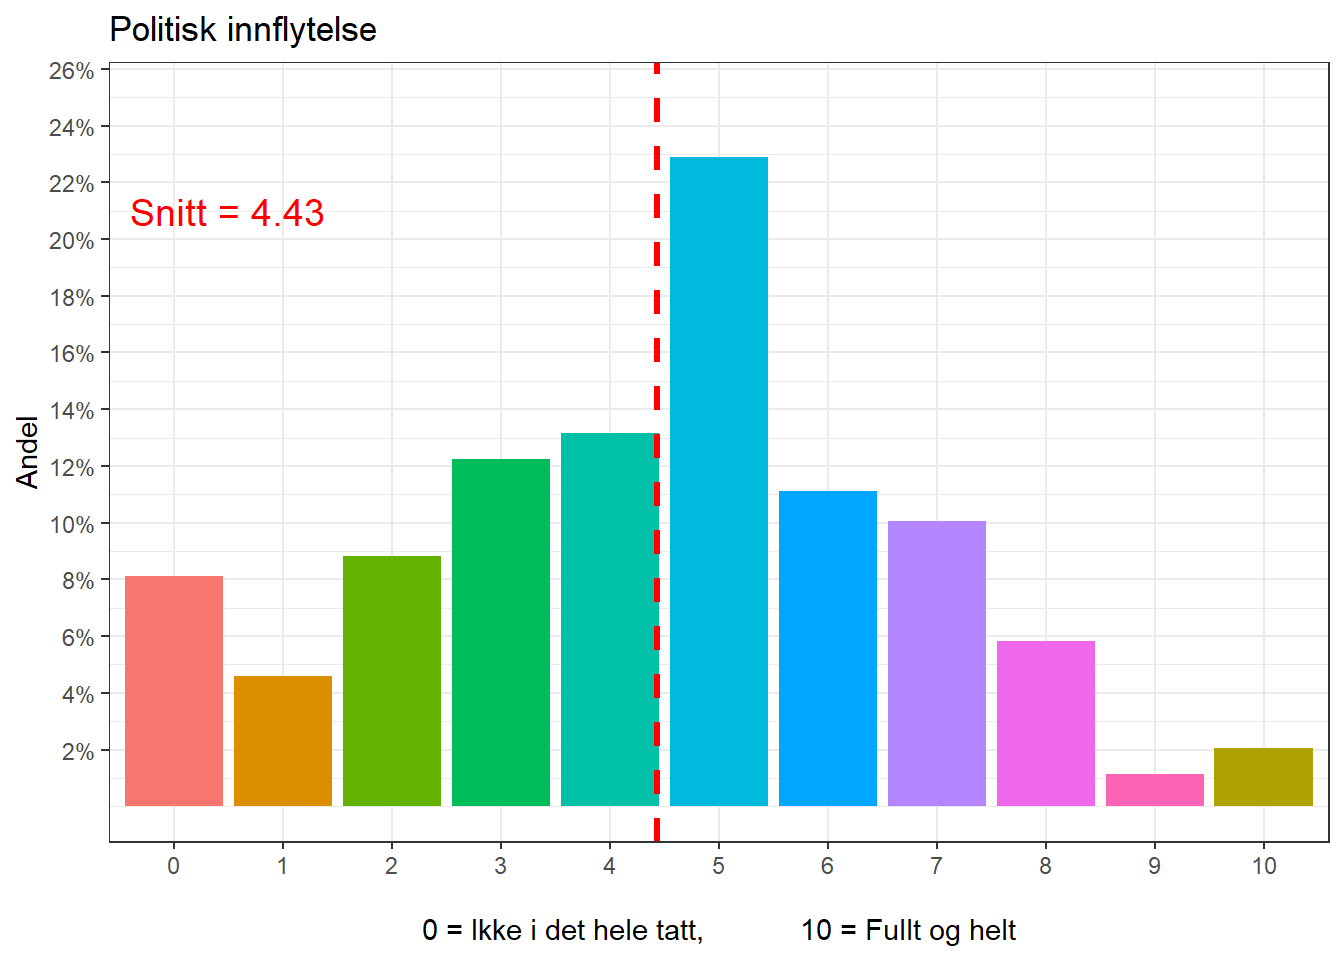 Politisk innflytelse
26%
24%
22%
20%
18%
16%
14%
12%
10%
8%
6%
4%
2%
Andel
Snitt = 4.43
0 1 2 3 4 5 6 7 8 9 10
0 = Ikke i det hele tatt, 10 = Fullt og helt